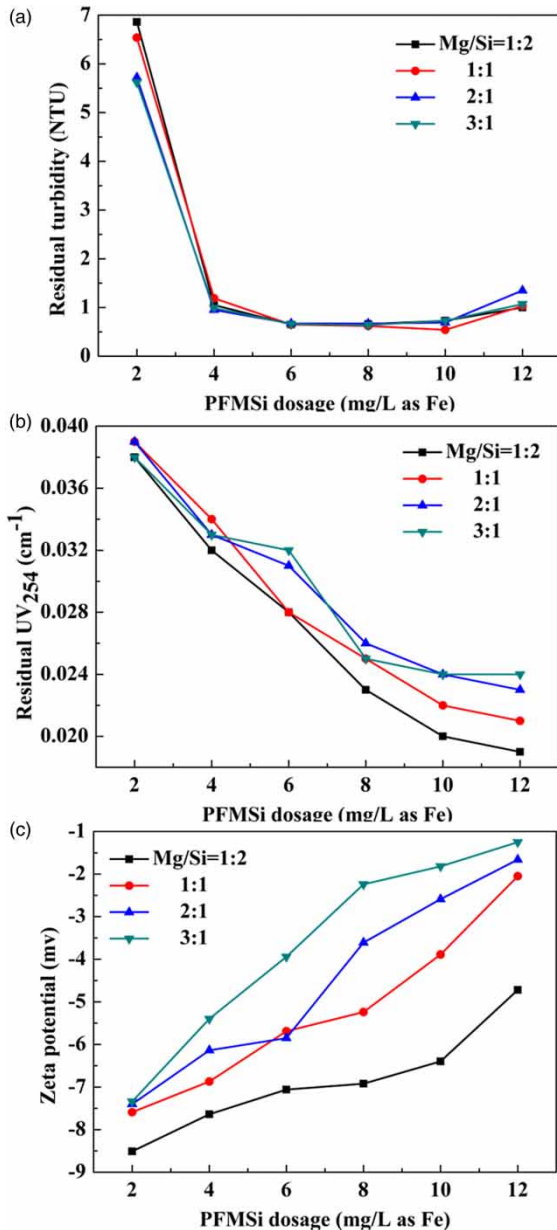 (a)
7
6
5
4
3
2
1
0
Residual turbidity (NTU)
Mg/Si=1:2
1:1
2:1
3:1
2 4 6 8 10 12
PFMSi dosage (mg/L as Fe)
(b)
0.040
0.036
0.032
0.028
0.024
0.020
Residual UV254 (cm-1)
Mg/Si=1:2
1:1
2:1
3:1
2 4 6 8 10 12
PFMSi dosage (mg/L as Fe)
(c)
-1
-2
-3
-4
-5
-6
-7
-8
-9
Zeta potential (mv)
Mg/Si=1:2
1:1
2:1
3:1
2 4 6 8 10 12
PFMSi dosage (mg/L as Fe)